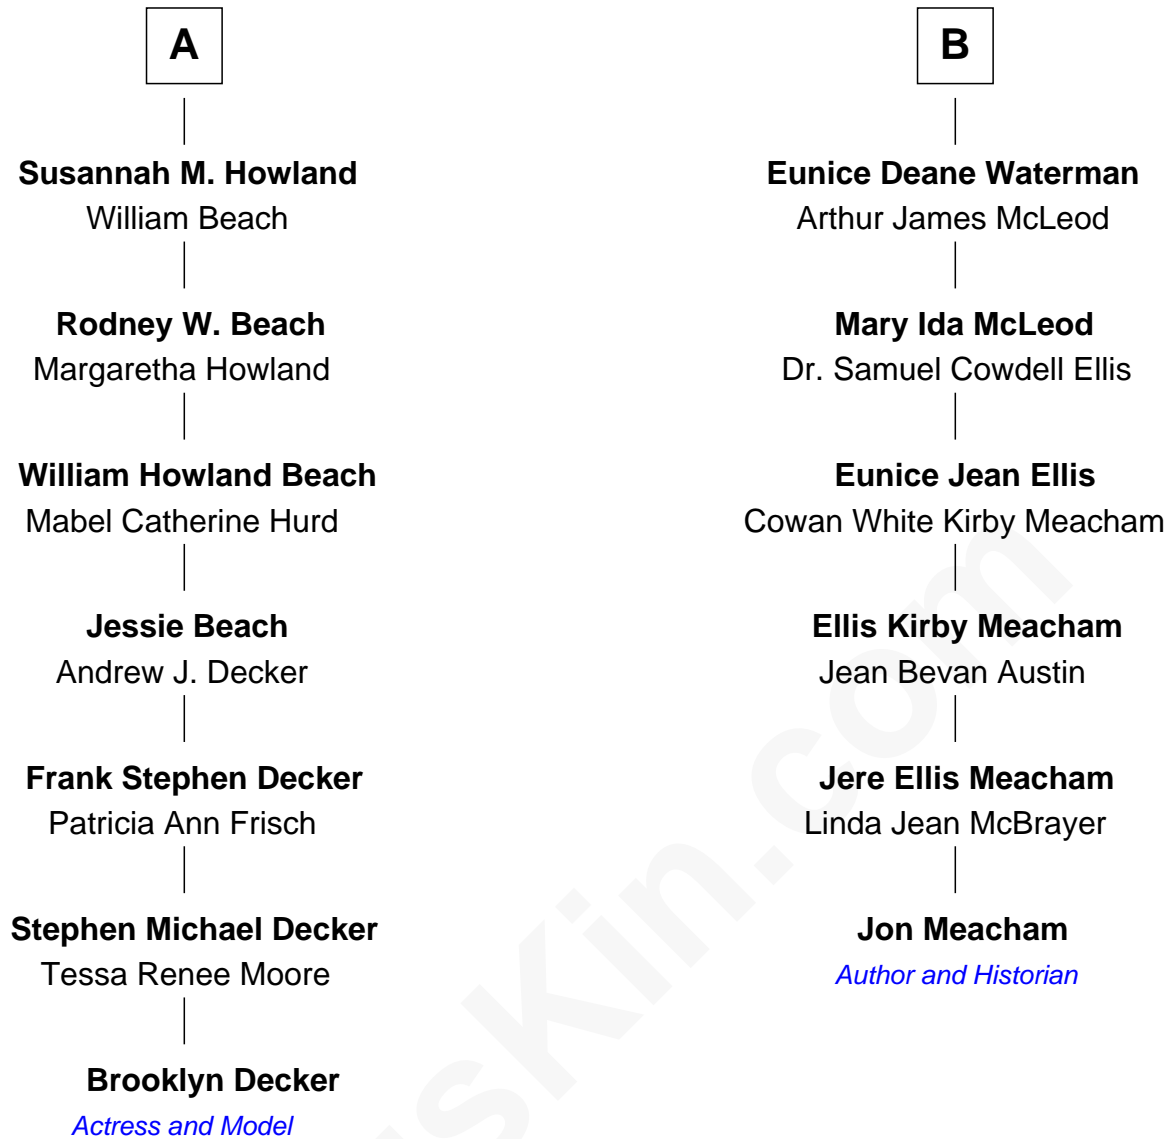 A
Susannah M. Howland
William Beach
Rodney W. Beach
Margaretha Howland
William Howland Beach
Mabel Catherine Hurd
Jessie Beach
Andrew J. Decker
Frank Stephen Decker
Patricia Ann Frisch
Stephen Michael Decker
Tessa Renee Moore
Brooklyn Decker
Actress and Model
B
Eunice Deane Waterman
Arthur James McLeod
Mary Ida McLeod
Dr. Samuel Cowdell Ellis
Eunice Jean Ellis
Cowan White Kirby Meacham
Ellis Kirby Meacham
Jean Bevan Austin
Jere Ellis Meacham
Linda Jean McBrayer
Jon Meacham
Author and Historian